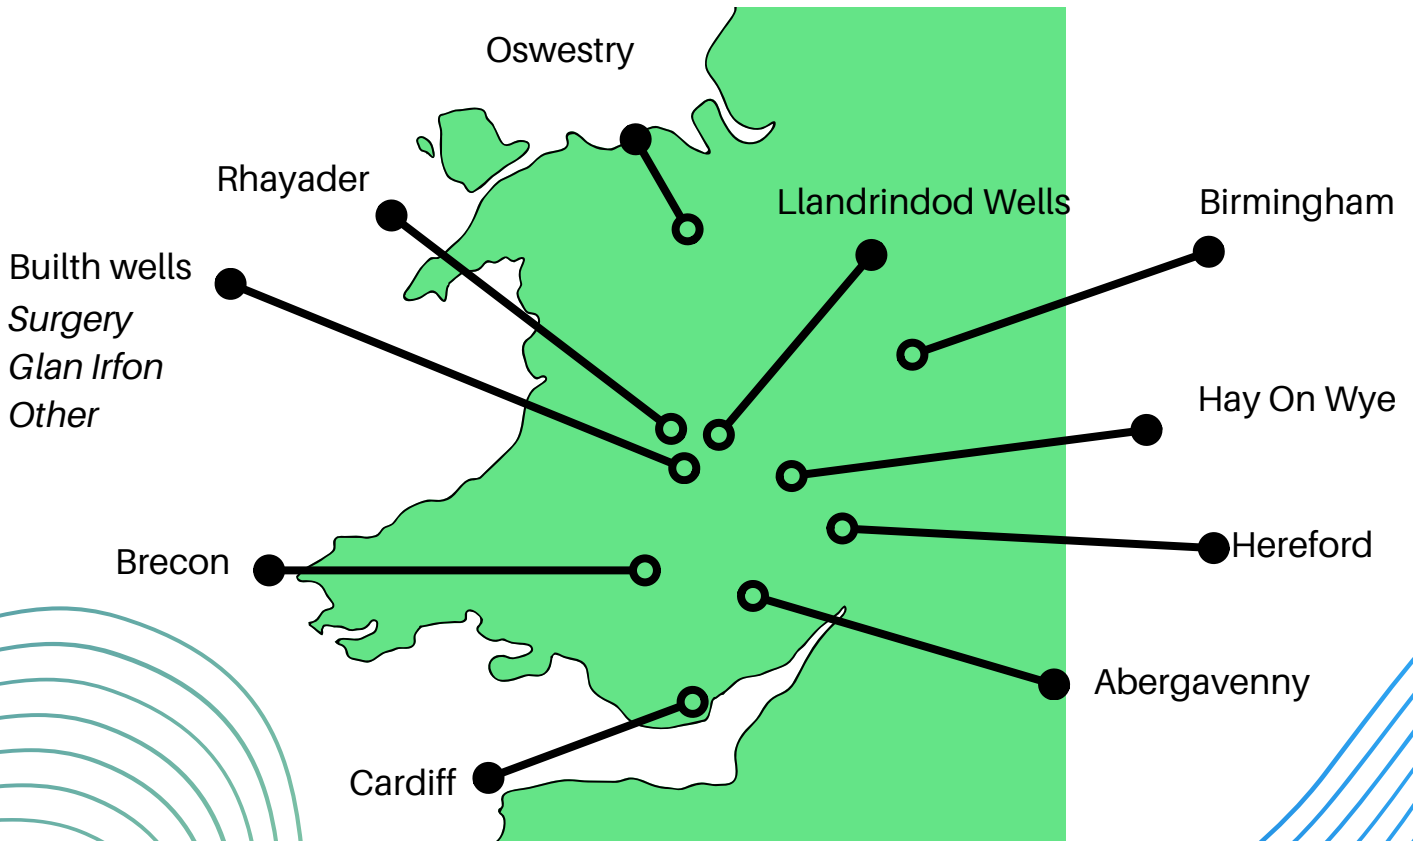 Oswestry
Rhayader
Llandrindod Wells
Birmingham
Builth wells
Surgery
Glan Irfon
Other
Hay On Wye
Brecon
Hereford
Abergavenny
Cardiff